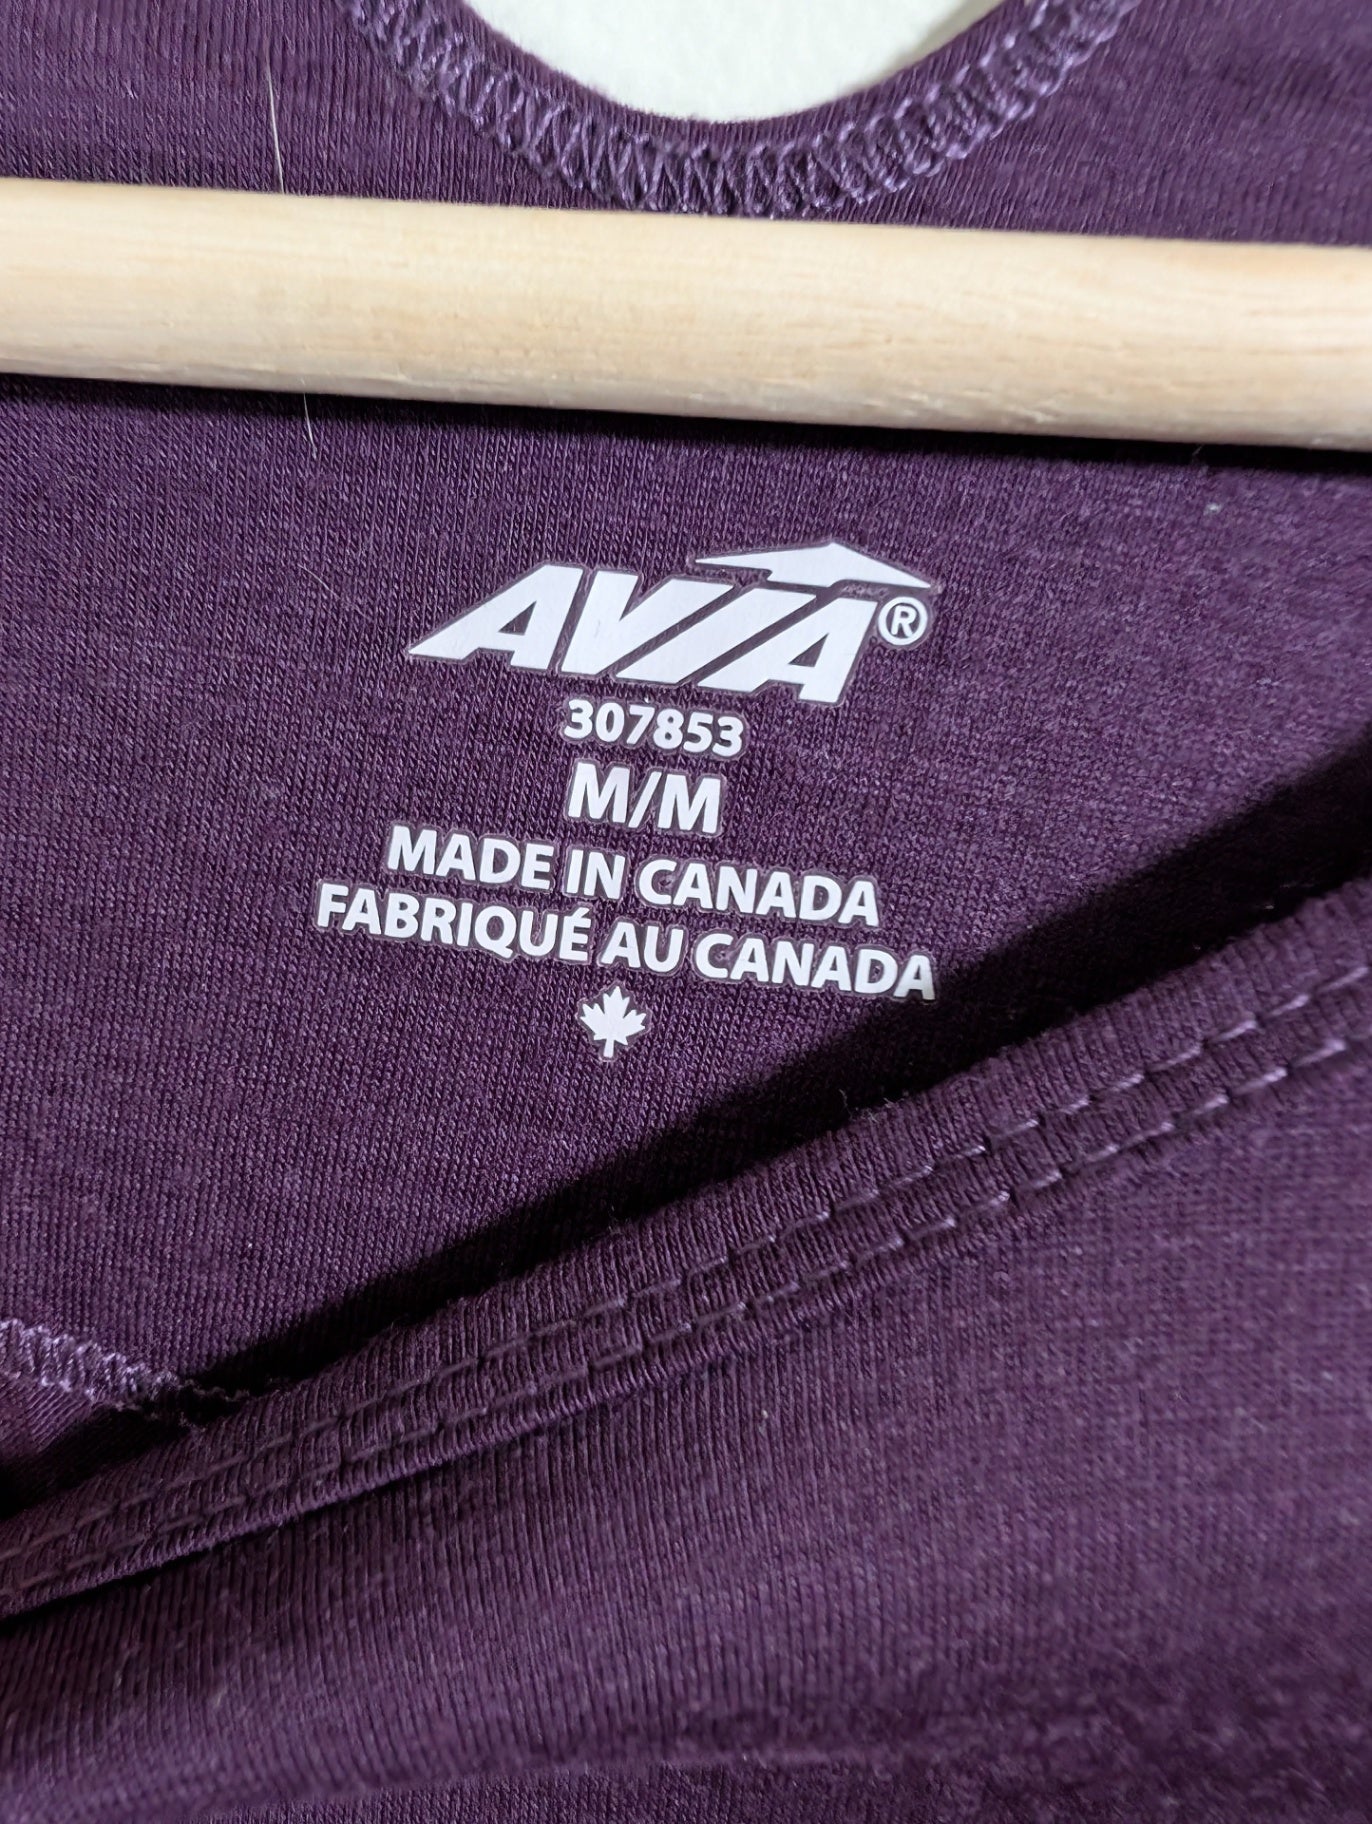 AVIA®
307853
M/M
MADE IN CANADA
FABRIQUÉ AU CANADA